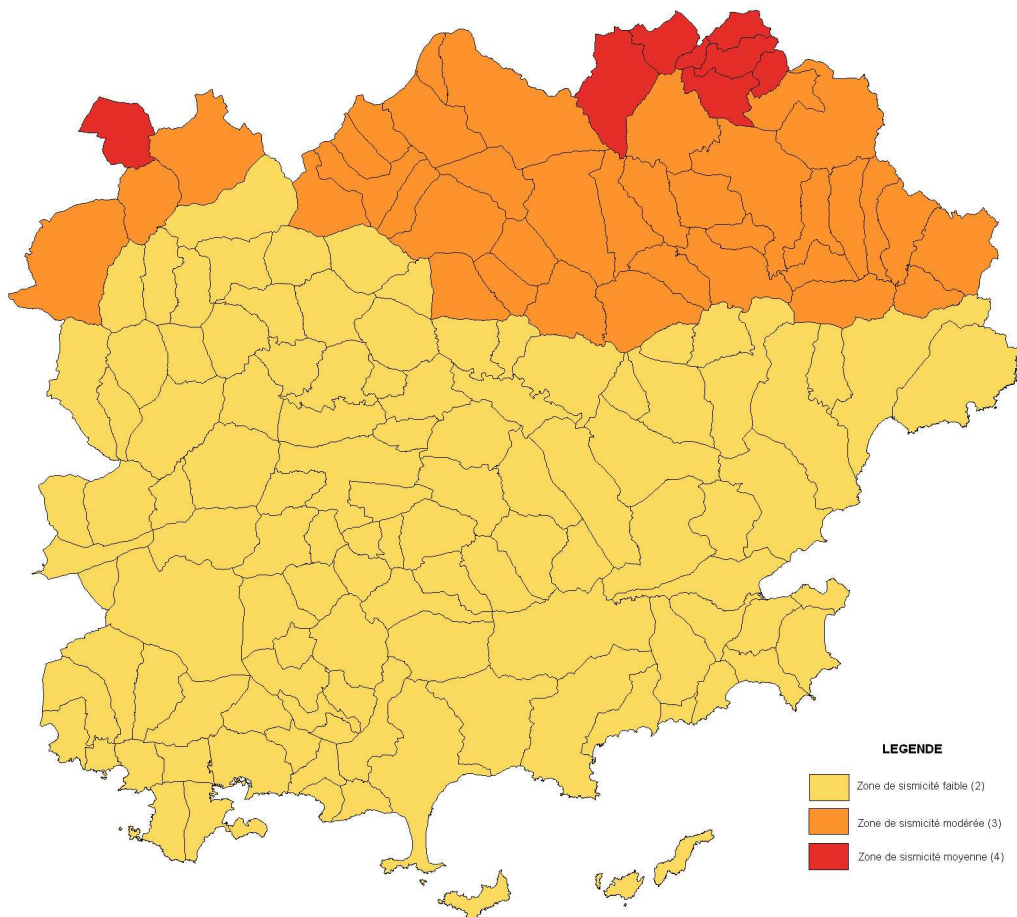 LEGENDE
Zone de sismicité faible (2)
Zone de sismicité modérée (3)
Zone de sismicité moyenne (4)